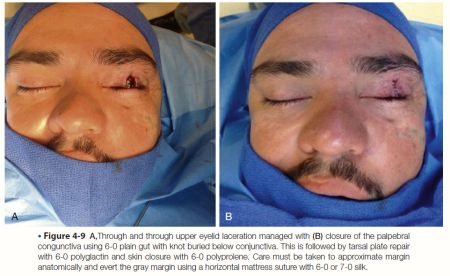 A
B
• Figure 4-9 A,Through and through upper eyelid laceration managed with (B) closure of the palpebral
congunctiva using 6-0 plain gut with knot buried below conjunctiva. This is followed by tarsal plate repair
with 6-0 polyglactin and skin closure with 6-0 polyprolene. Care must be taken to approximate margin
anatomically and evert the gray margin using a horizontal mattress suture with 6-0 or 7-0 silk.